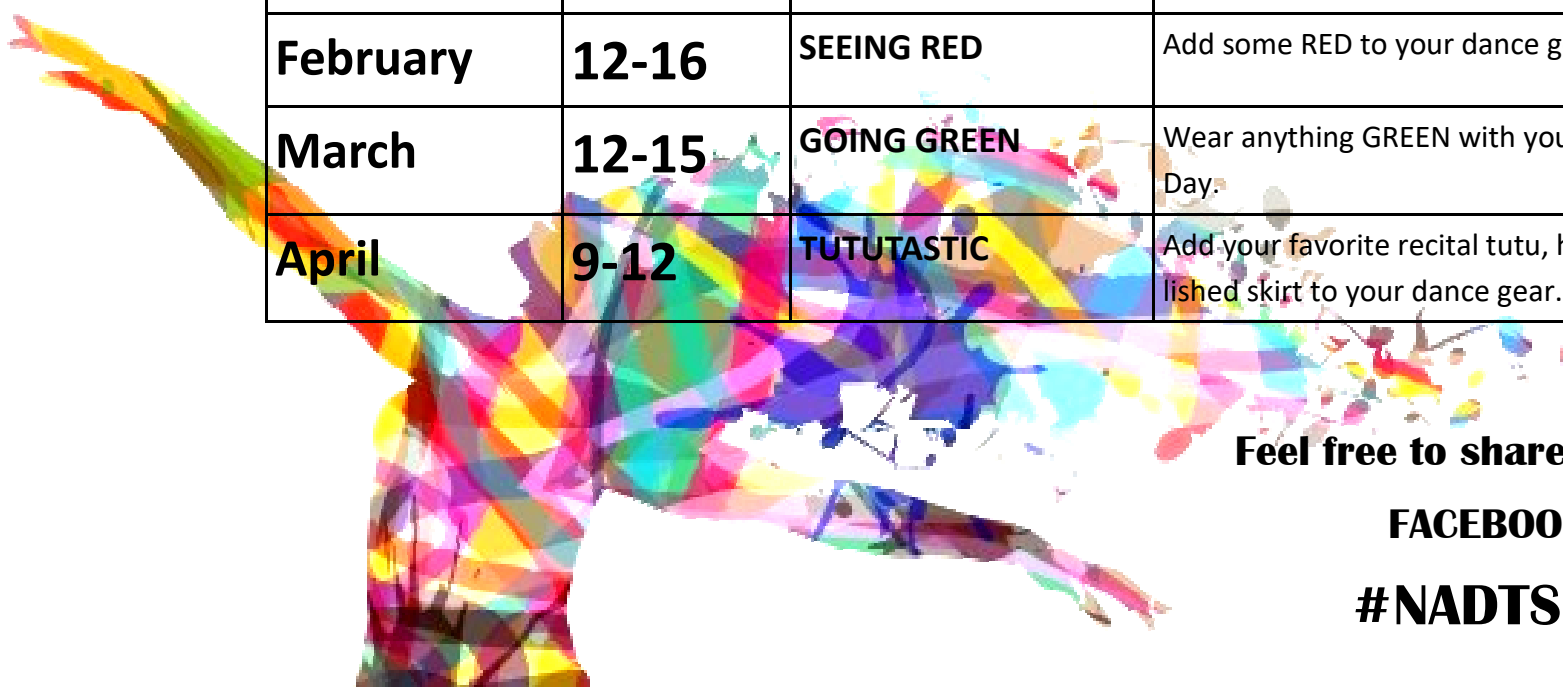 February 12-16 SEEING RED Add some RED to your dance g
March 12-15 GOING GREEN Wear anything GREEN with you
Day.
April 9-12 TUTUTASTIC Add your favorite recital tutu, h
lished skirt to your dance gear.
Feel free to share
FACEBOO
#NADTS